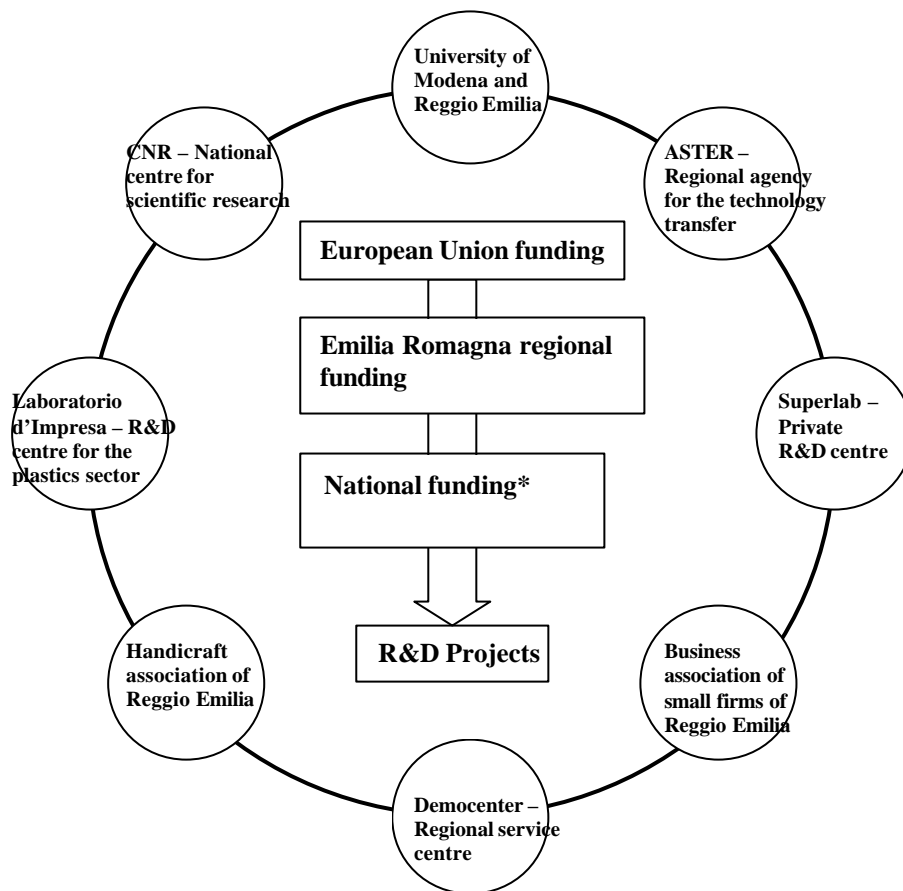 University of
Modena and
Reggio Emilia
CNR – National
centre for
scientific research
ASTER –
Regional agency
for the technology
transfer
European Union funding
Emilia Romagna regional
funding
Laboratorio
d’Impresa – R&D
centre for the
plastics sector
Superlab –
Private
R&D centre
National funding*
Handicraft
association of
Reggio Emilia
R&D Projects
Business
association of
small firms of
Reggio Emilia
Democenter –
Regional service
centre